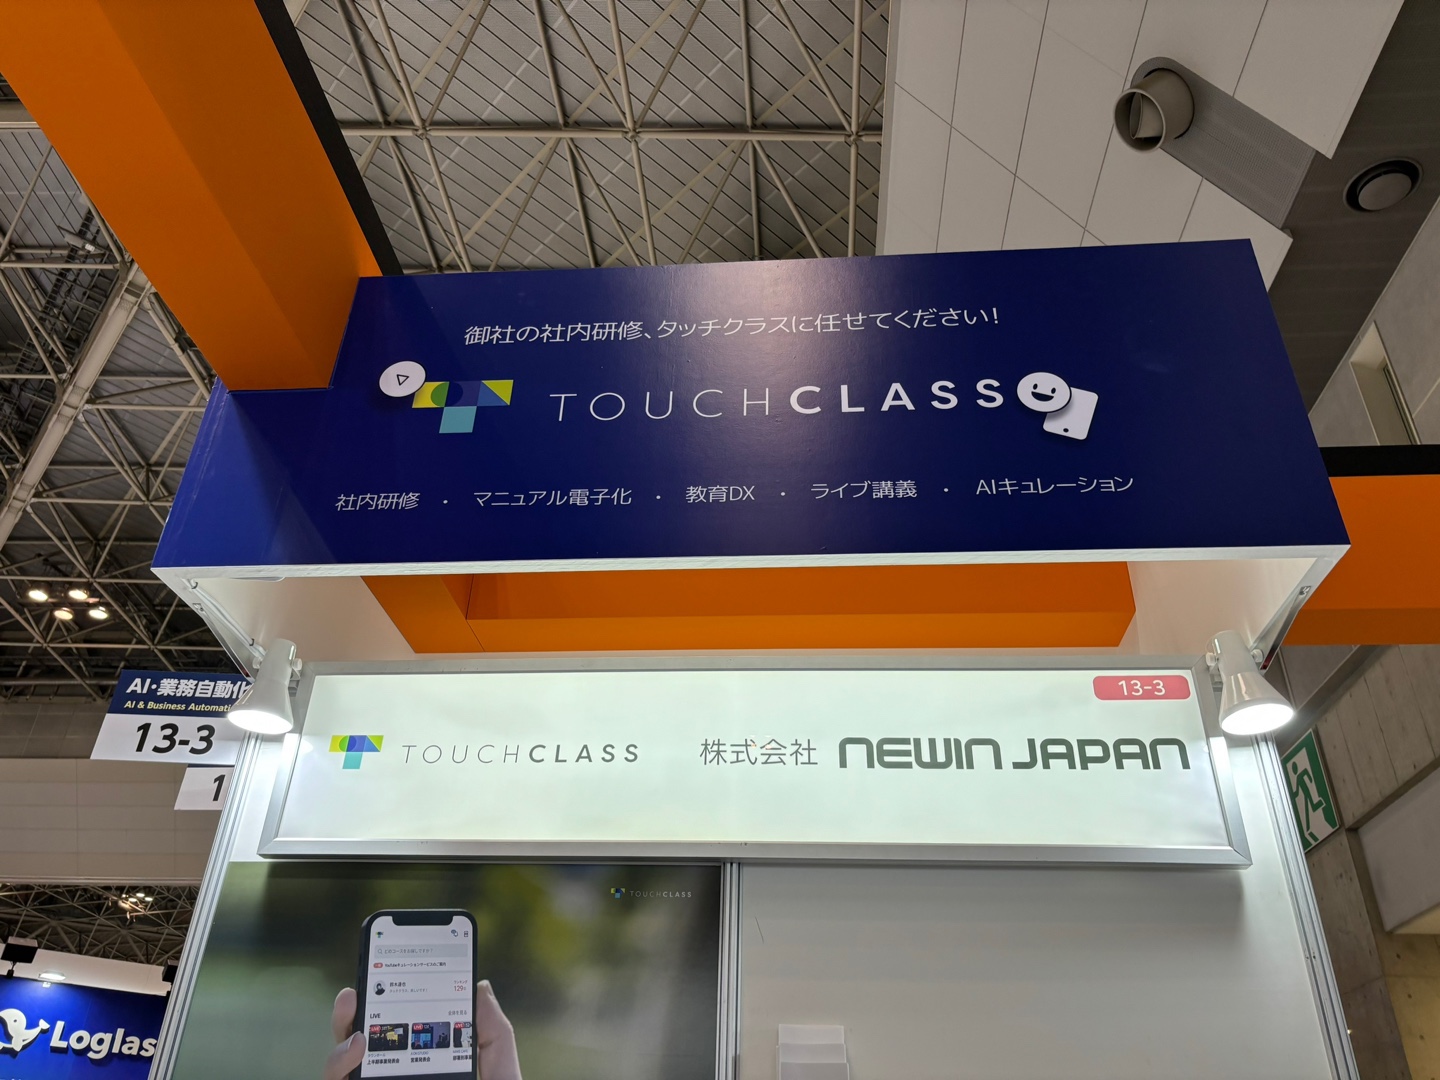 御社の社内研修、タッチクラスに任せてください!
TOUCHCLASS
社内研修 ・ マニュアル電子化 ・ 教育DX ・ ライブ講義 ・ AIキュレーション
13-3
TOUCHCLASS 株式会社 NEWIN JAPAN
AI・業務自動化
AI & Business Automati
13-3
1
TOUCHCLASS
LIVE
Loglas